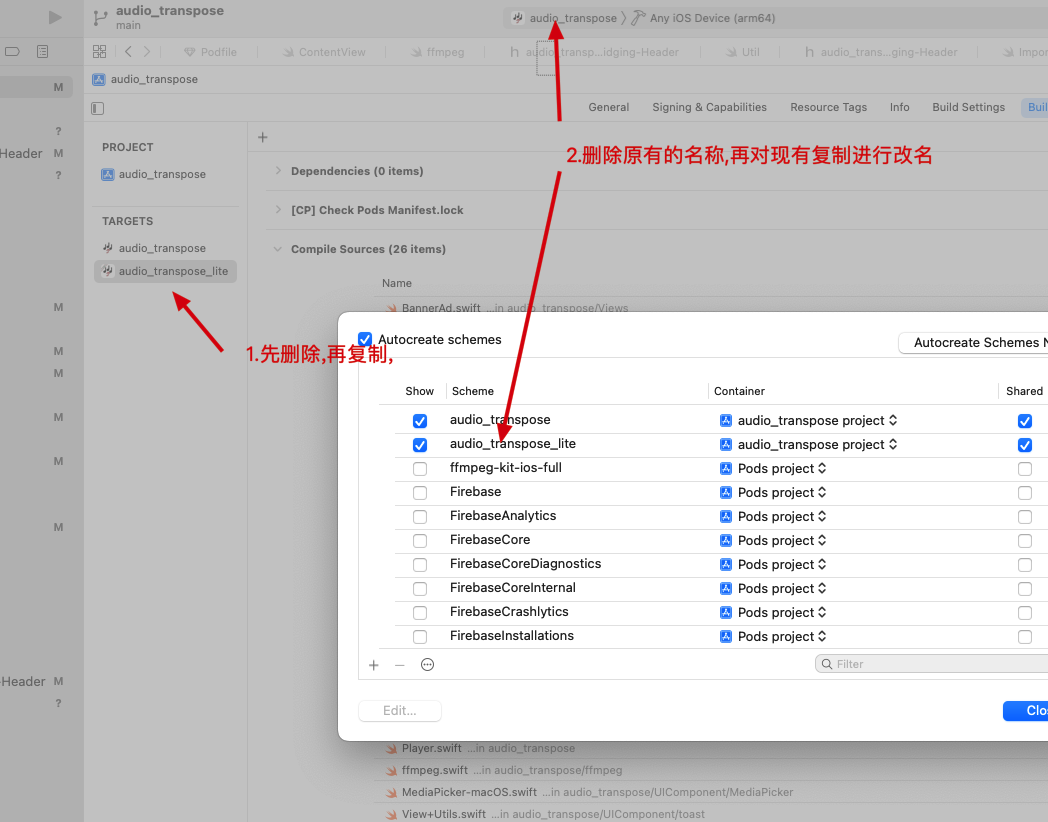 audio_transpose
main
audio_transpose 〉 Any iOS Device (arm64)
Podfile
ContentView
ffmpeg
audio_transp...idging-Header
Util
audio_trans...ging-Header
Impor
audio_transpose
M
General
Signing & Capabilities
Resource Tags
Info
Build Settings
Buil
?
Header M
?
PROJECT
audio_transpose
TARGETS
audio_transpose
audio_transpose_lite
+
2.删除原有的名称,再对现有复制进行改名
Dependencies (0 items)
[CP] Check Pods Manifest.lock
Compile Sources (26 items)
Name
BannerAd.swift ...in audio_transpose/Views
1.先删除,再复制,
M
M
M
M
M
M
Header M
?
Autocreate schemes
Autocreate Schemes N
Show Scheme Container Shared
audio_transpose audio_transpose project
audio_transpose_lite audio_transpose project
ffmpeg-kit-ios-full Pods project
Firebase Pods project
FirebaseAnalytics Pods project
FirebaseCore Pods project
FirebaseCoreDiagnostics Pods project
FirebaseCoreInternal Pods project
FirebaseCrashlytics Pods project
FirebaseInstallations Pods project
+ −
Filter
Edit...
Clos
Player.swift ...in audio_transpose
ffmpeg.swift ...in audio_transpose/ffmpeg
MediaPicker-macOS.swift ...in audio_transpose/UIComponent/MediaPicker
View+Utils.swift ...in audio_transpose/UIComponent/toast